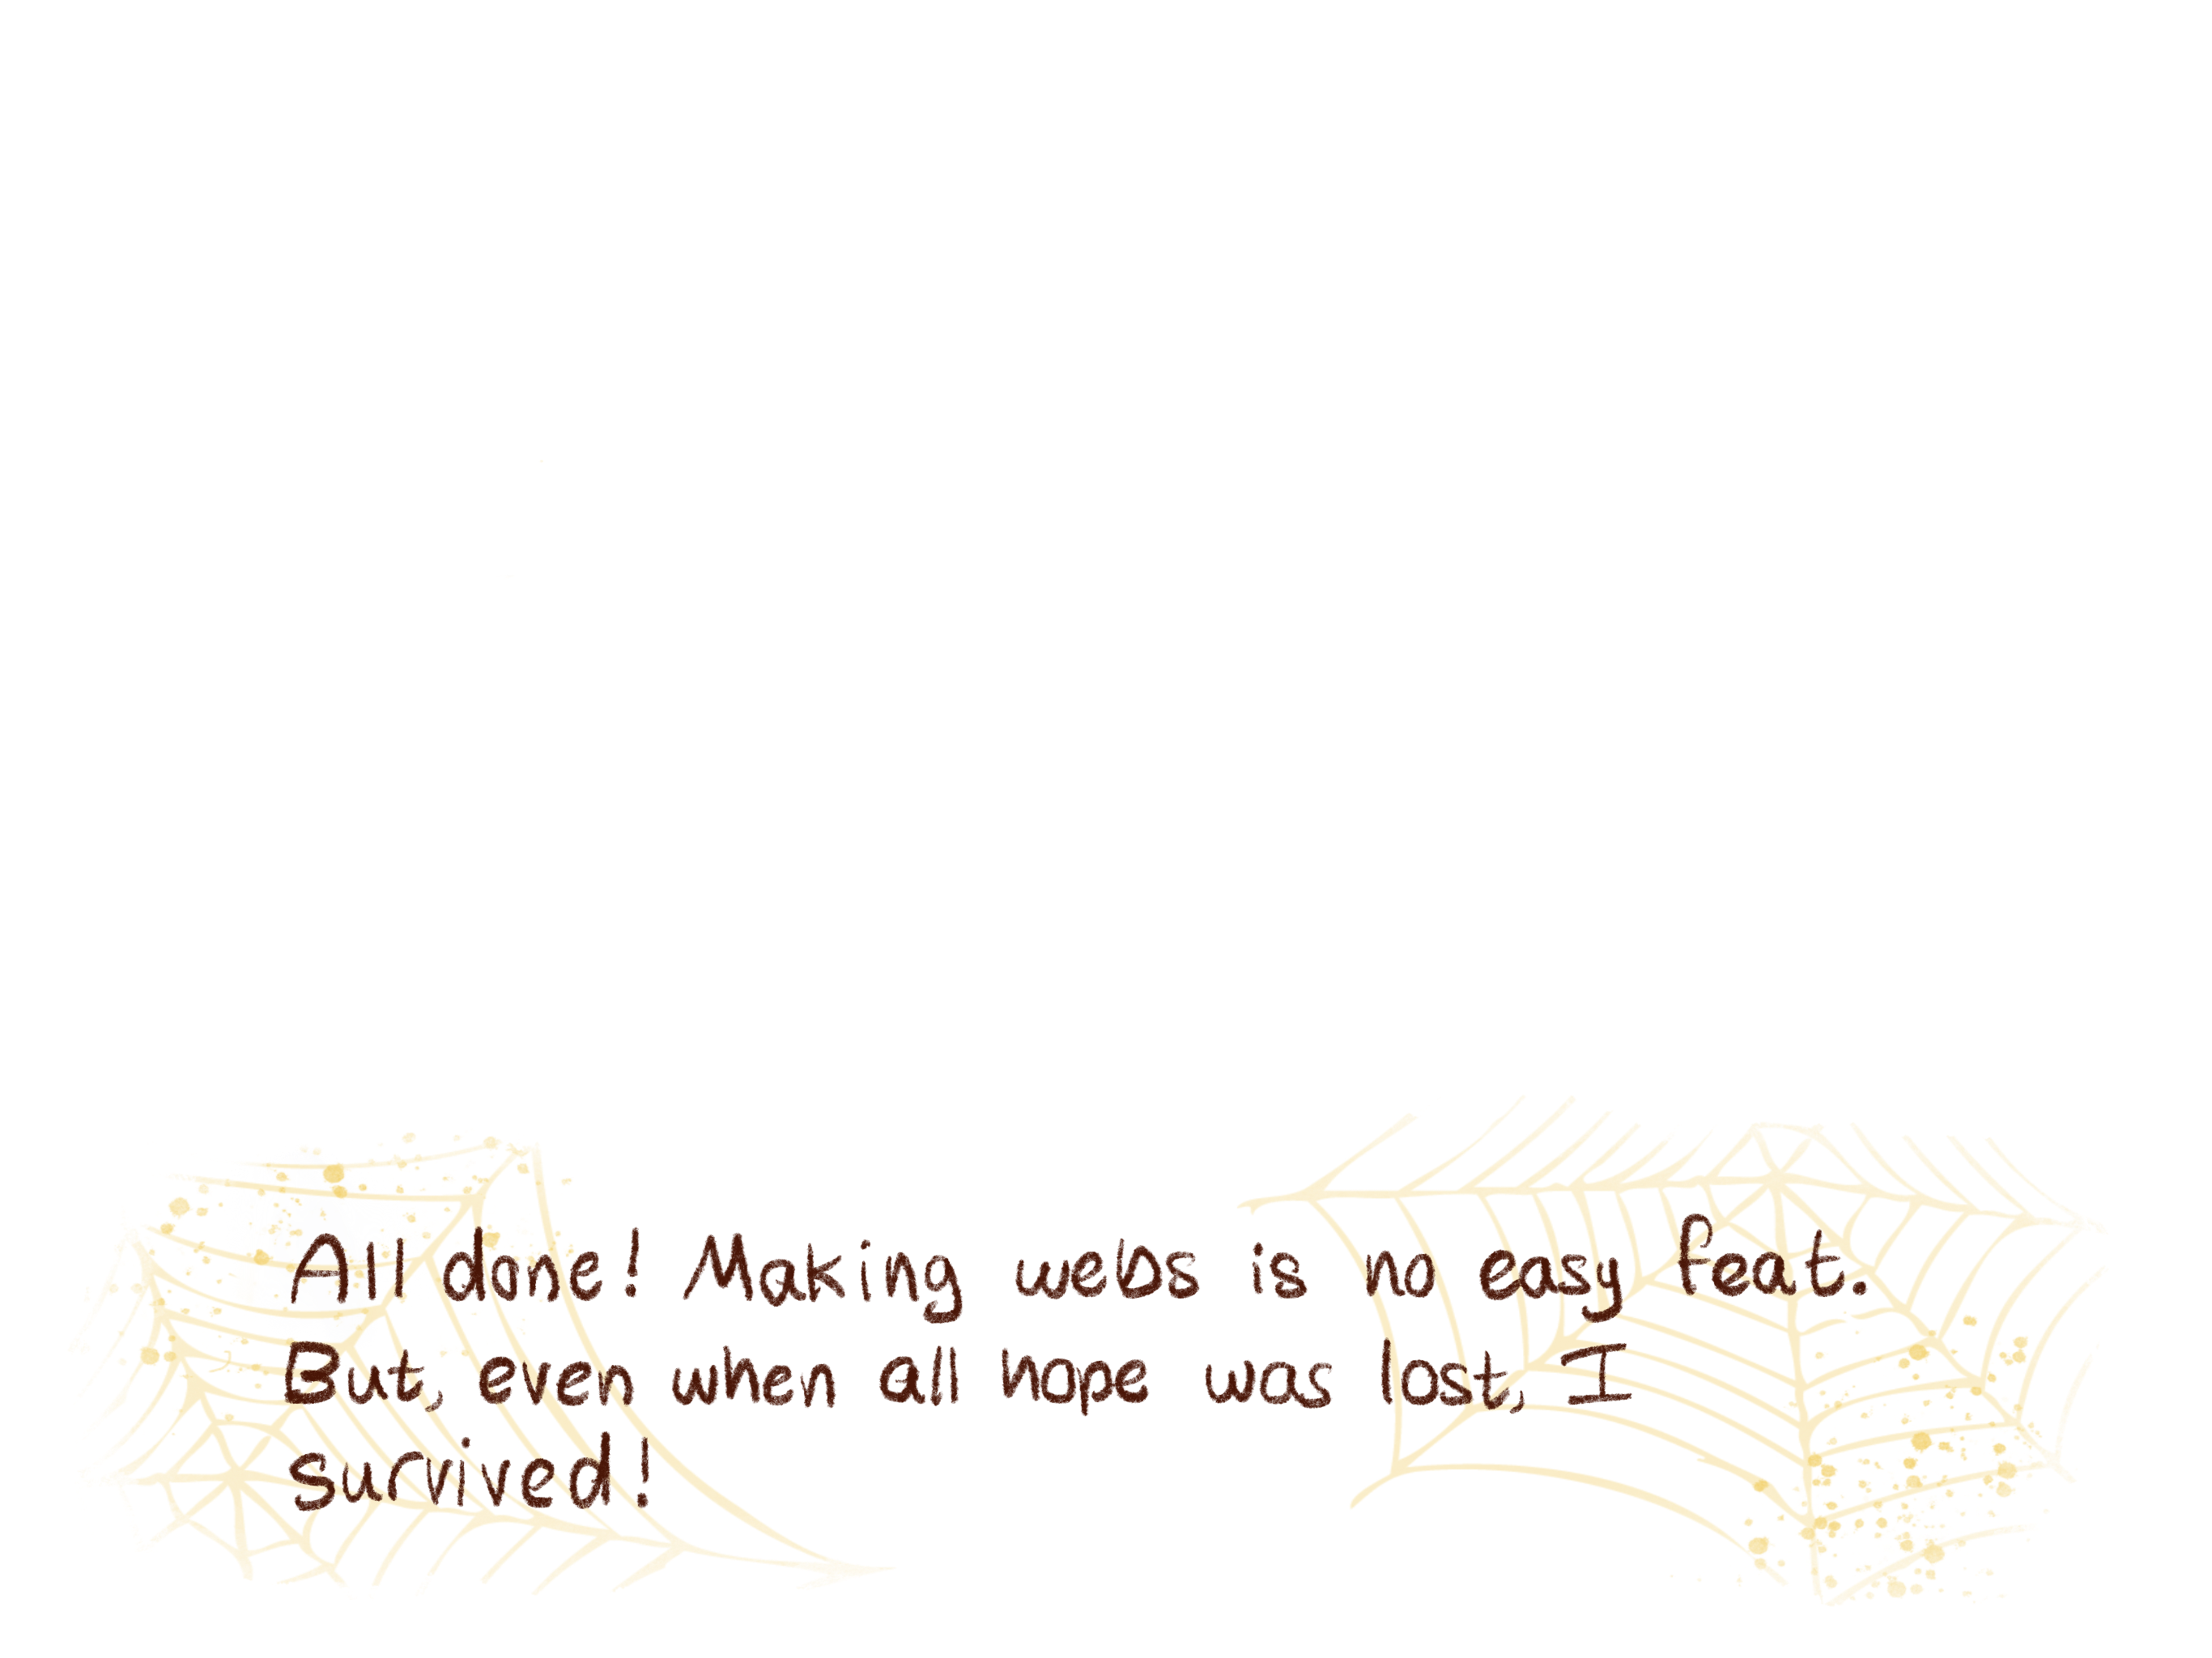 All done! Making webs is no easy feat.
But, even when all hope was lost, I
survived!